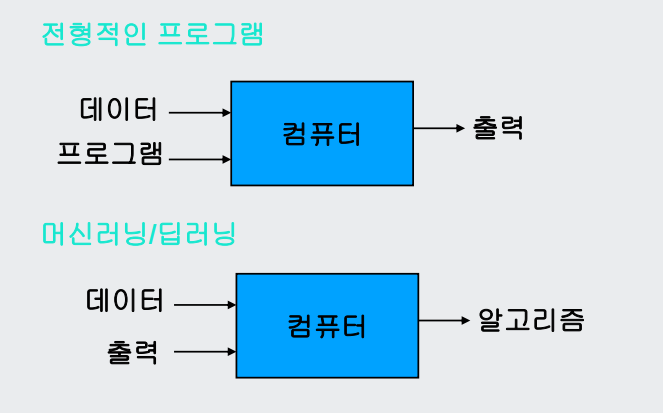 전형적인 프로그램
데이터
프로그램
컴퓨터
출력
머신러닝/딥러닝
데이터
출력
컴퓨터
알고리즘